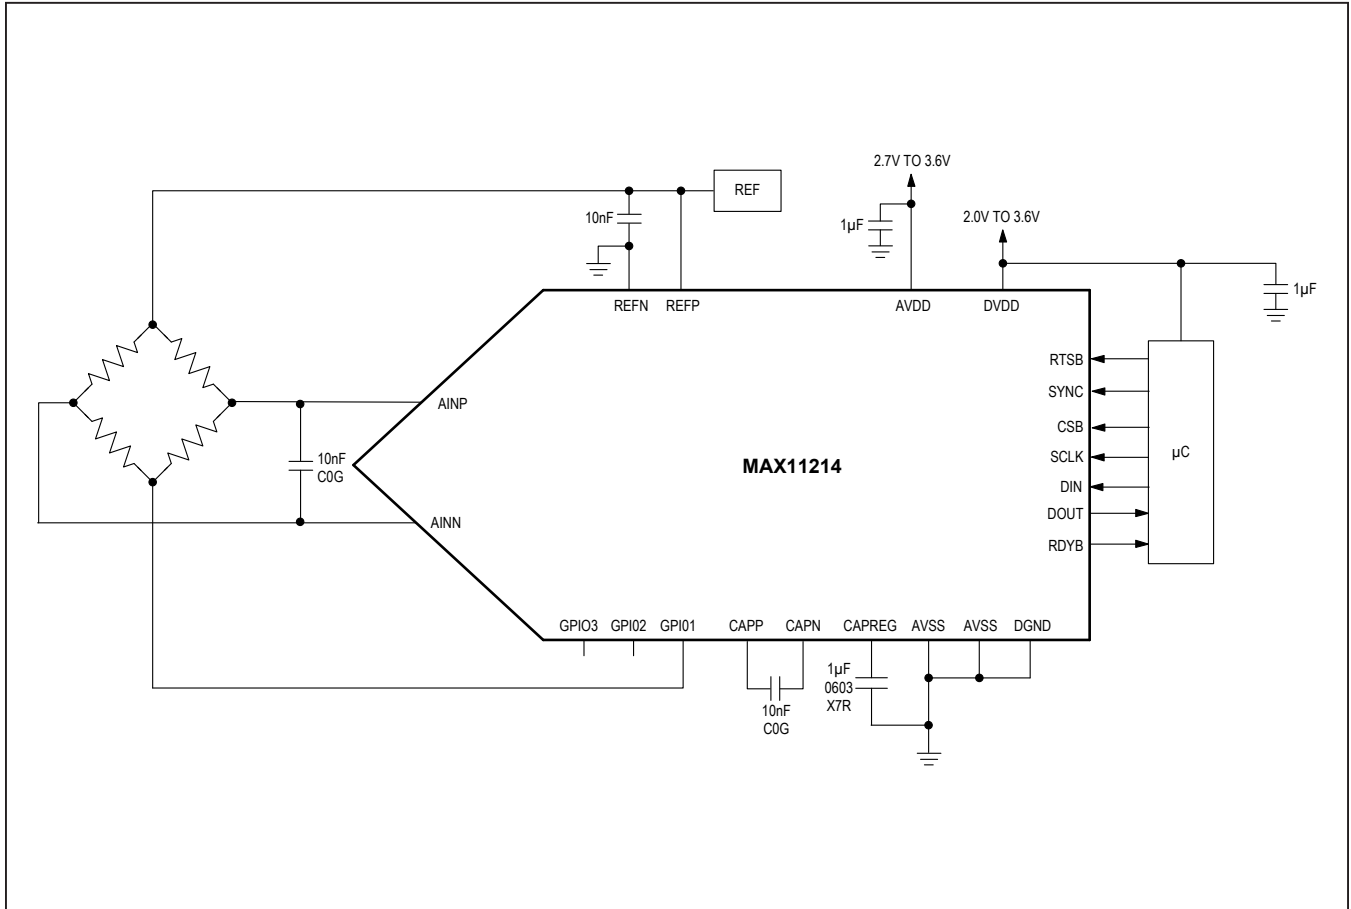 2.7V TO 3.6V
REF
10nF
1µF
2.0V TO 3.6V
1µF
REFN
REFP
AVDD
DVDD
RTSB
SYNC
CSB
SCLK
DIN
DOUT
RDYB
µC
AINP
10nF
C0G
MAX11214
AINN
GPIO3
GPI02
GPI01
CAPP
CAPN
CAPREG
AVSS
AVSS
DGND
1µF
0603
X7R
10nF
C0G